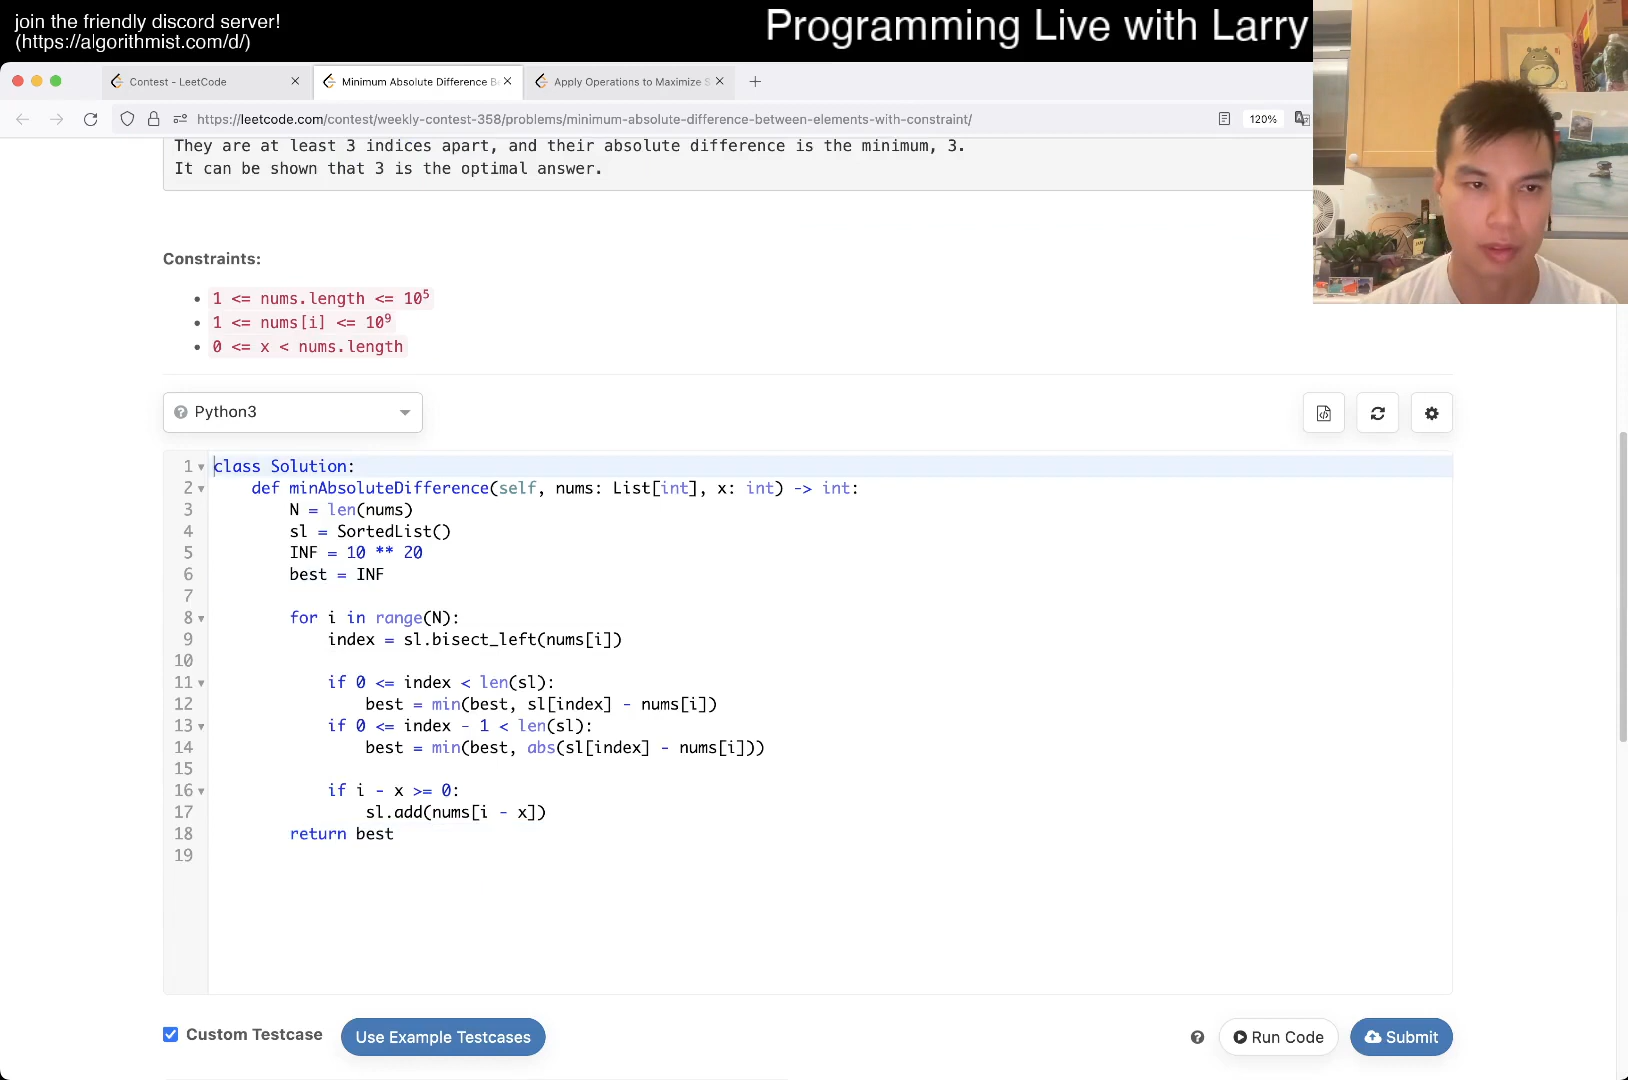 join the friendly discord server!
(https://algorithmist.com/d/)
Programming Live with Larry
Contest - LeetCode
Minimum Absolute Difference Be
Apply Operations to Maximize S
https://leetcode.com/contest/weekly-contest-358/problems/minimum-absolute-difference-between-elements-with-constraint/
120%
They are at least 3 indices apart, and their absolute difference is the minimum, 3.
It can be shown that 3 is the optimal answer.
Constraints:
1 <= nums.length <= 10⁵
1 <= nums[i] <= 10⁹
0 <= x < nums.length
Python3
1 class Solution:
2     def minAbsoluteDifference(self, nums: List[int], x: int) -> int:
3         N = len(nums)
4         sl = SortedList()
5         INF = 10 ** 20
6         best = INF
7
8         for i in range(N):
9             index = sl.bisect_left(nums[i])
10
11             if 0 <= index < len(sl):
12                 best = min(best, sl[index] - nums[i])
13             if 0 <= index - 1 < len(sl):
14                 best = min(best, abs(sl[index] - nums[i]))
15
16             if i - x >= 0:
17                 sl.add(nums[i - x])
18         return best
19
Custom Testcase
Use Example Testcases
Run Code
Submit